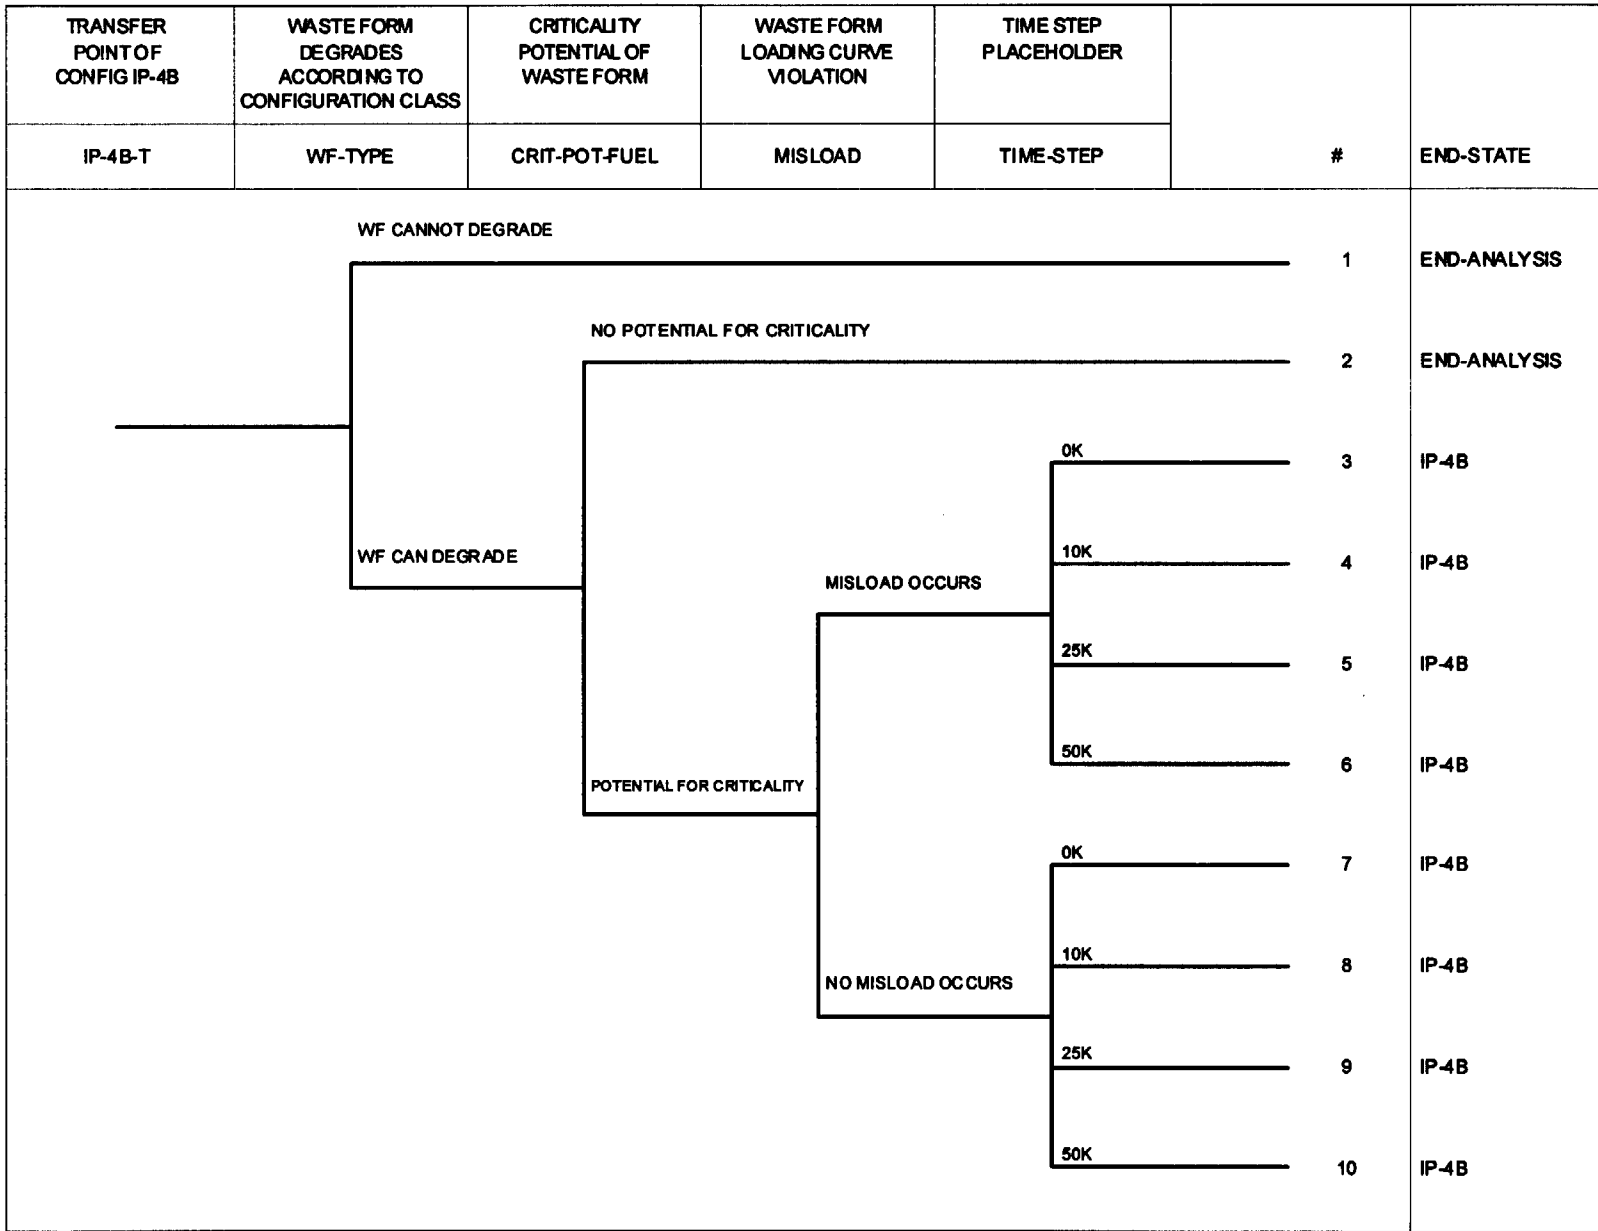 TRANSFER
POINT OF
CONFIG IP-4B
WASTE FORM
DEGRADES
ACCORDING TO
CONFIGURATION CLASS
CRITICALITY
POTENTIAL OF
WASTE FORM
WASTE FORM
LOADING CURVE
VIOLATION
TIME STEP
PLACEHOLDER
IP-4B-T
WF-TYPE
CRIT-POT-FUEL
MISLOAD
TIME-STEP
#
END-STATE
WF CANNOT DEGRADE
1
END-ANALYSIS
NO POTENTIAL FOR CRITICALITY
2
END-ANALYSIS
0K
3
IP-4B
WF CAN DEGRADE
10K
4
IP-4B
MISLOAD OCCURS
25K
5
IP-4B
50K
6
IP-4B
POTENTIAL FOR CRITICALITY
0K
7
IP-4B
10K
8
IP-4B
NO MISLOAD OCCURS
25K
9
IP-4B
50K
10
IP-4B